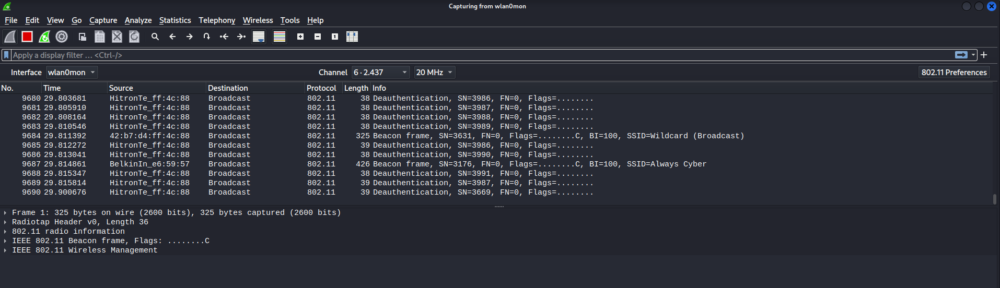 Capturing from wlan0mon
File Edit View Go Capture Analyze Statistics Telephony Wireless Tools Help
Apply a display filter … <Ctrl-/>
Interface wlan0mon Channel 6 · 2.437 20 MHz 802.11 Preferences
No. Time Source Destination Protocol Length Info
9680 29.803681 HitronTe_ff:4c:88 Broadcast 802.11 38 Deauthentication, SN=3986, FN=0, Flags=........
9681 29.805910 HitronTe_ff:4c:88 Broadcast 802.11 38 Deauthentication, SN=3987, FN=0, Flags=........
9682 29.808164 HitronTe_ff:4c:88 Broadcast 802.11 38 Deauthentication, SN=3988, FN=0, Flags=........
9683 29.810546 HitronTe_ff:4c:88 Broadcast 802.11 38 Deauthentication, SN=3989, FN=0, Flags=........
9684 29.811392 42:b7:d4:ff:4c:88 Broadcast 802.11 325 Beacon frame, SN=3631, FN=0, Flags=........C, BI=100, SSID=Wildcard (Broadcast)
9685 29.812272 HitronTe_ff:4c:88 Broadcast 802.11 39 Deauthentication, SN=3986, FN=0, Flags=........
9686 29.813041 HitronTe_ff:4c:88 Broadcast 802.11 38 Deauthentication, SN=3990, FN=0, Flags=........
9687 29.814861 BelkinIn_e6:59:57 Broadcast 802.11 426 Beacon frame, SN=3176, FN=0, Flags=........C, BI=100, SSID=Always Cyber
9688 29.815347 HitronTe_ff:4c:88 Broadcast 802.11 38 Deauthentication, SN=3991, FN=0, Flags=........
9689 29.815814 HitronTe_ff:4c:88 Broadcast 802.11 39 Deauthentication, SN=3987, FN=0, Flags=........
9690 29.900676 HitronTe_ff:4c:88 Broadcast 802.11 39 Deauthentication, SN=3669, FN=0, Flags=........
Frame 1: 325 bytes on wire (2600 bits), 325 bytes captured (2600 bits)
Radiotap Header v0, Length 36
802.11 radio information
IEEE 802.11 Beacon frame, Flags: ........C
IEEE 802.11 Wireless Management